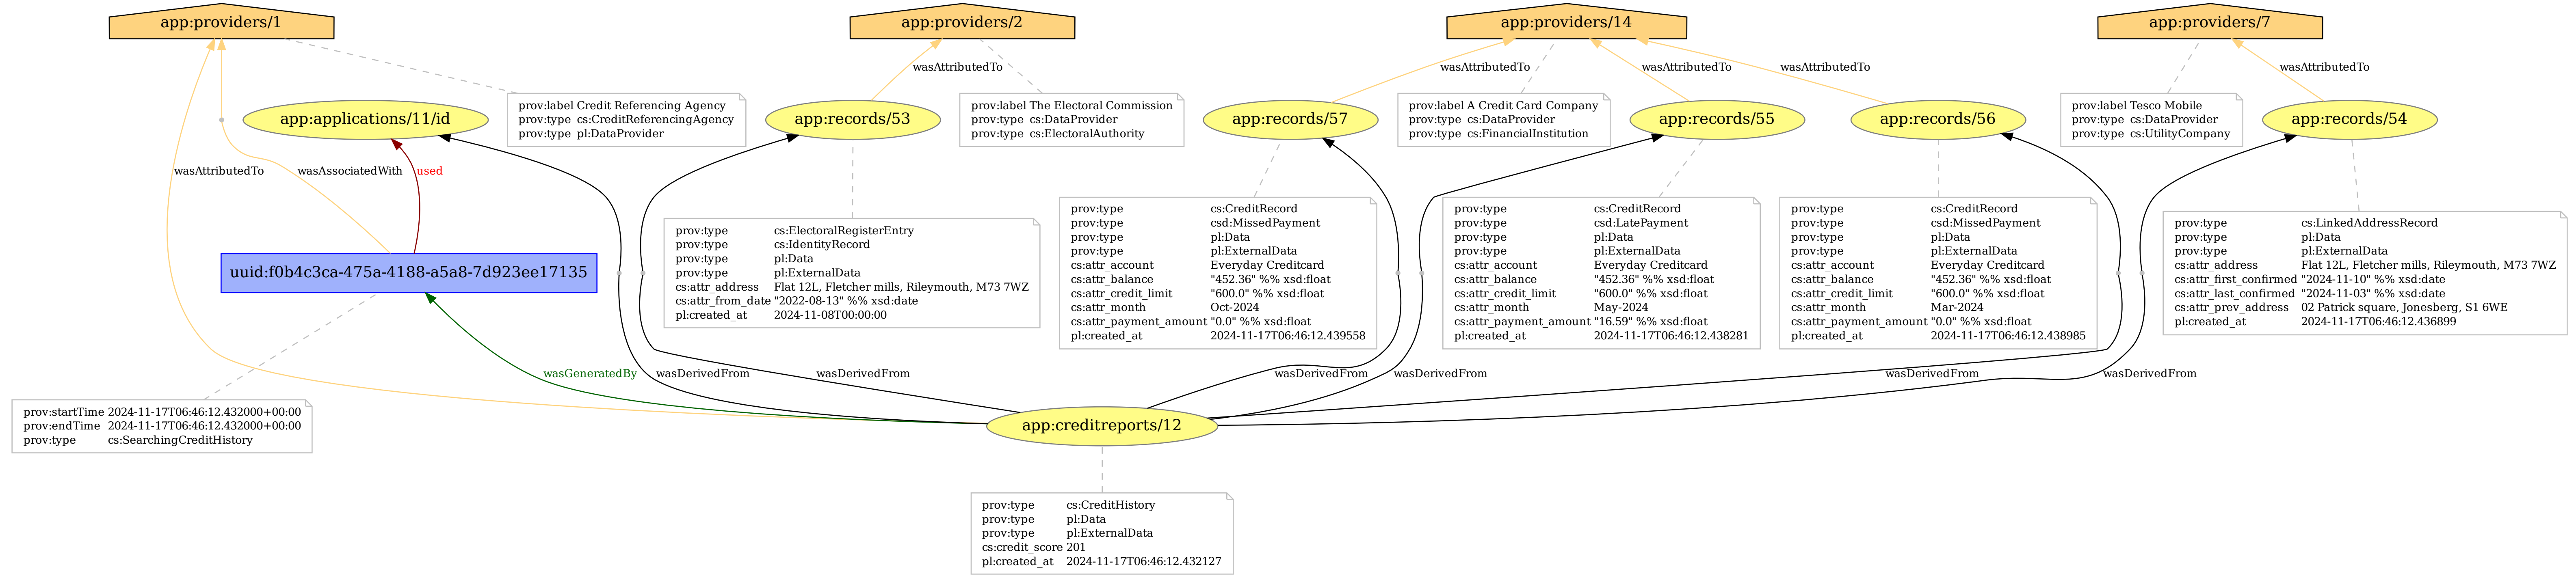 app:providers/1
app:providers/2
app:providers/14
app:providers/7
wasAttributedTo
wasAttributedTo
wasAttributedTo
wasAttributedTo
wasAttributedTo
app:applications/11/id
prov:label Credit Referencing Agency
prov:type cs:CreditReferencingAgency
prov:type pl:DataProvider
app:records/53
prov:label The Electoral Commission
prov:type cs:DataProvider
prov:type cs:ElectoralAuthority
app:records/57
prov:label A Credit Card Company
prov:type cs:DataProvider
prov:type cs:FinancialInstitution
app:records/55
app:records/56
prov:label Tesco Mobile
prov:type cs:DataProvider
prov:type cs:UtilityCompany
app:records/54
wasAttributedTo
wasAssociatedWith
used
uuid:f0b4c3ca-475a-4188-a5a8-7d923ee17135
prov:type cs:ElectoralRegisterEntry
prov:type cs:IdentityRecord
prov:type pl:Data
prov:type pl:ExternalData
cs:attr_address Flat 12L, Fletcher mills, Rileymouth, M73 7WZ
cs:attr_from_date "2022-08-13" %% xsd:date
pl:created_at 2024-11-08T00:00:00
prov:type cs:CreditRecord
prov:type csd:MissedPayment
prov:type pl:Data
prov:type pl:ExternalData
cs:attr_account Everyday Creditcard
cs:attr_balance "452.36" %% xsd:float
cs:attr_credit_limit "600.0" %% xsd:float
cs:attr_month Oct-2024
cs:attr_payment_amount "0.0" %% xsd:float
pl:created_at 2024-11-17T06:46:12.439558
prov:type cs:CreditRecord
prov:type csd:LatePayment
prov:type pl:Data
prov:type pl:ExternalData
cs:attr_account Everyday Creditcard
cs:attr_balance "452.36" %% xsd:float
cs:attr_credit_limit "600.0" %% xsd:float
cs:attr_month May-2024
cs:attr_payment_amount "16.59" %% xsd:float
pl:created_at 2024-11-17T06:46:12.438281
prov:type cs:CreditRecord
prov:type csd:MissedPayment
prov:type pl:Data
prov:type pl:ExternalData
cs:attr_account Everyday Creditcard
cs:attr_balance "452.36" %% xsd:float
cs:attr_credit_limit "600.0" %% xsd:float
cs:attr_month Mar-2024
cs:attr_payment_amount "0.0" %% xsd:float
pl:created_at 2024-11-17T06:46:12.438985
prov:type cs:LinkedAddressRecord
prov:type pl:Data
prov:type pl:ExternalData
cs:attr_address Flat 12L, Fletcher mills, Rileymouth, M73 7WZ
cs:attr_first_confirmed "2024-11-10" %% xsd:date
cs:attr_last_confirmed "2024-11-03" %% xsd:date
cs:attr_prev_address 02 Patrick square, Jonesberg, S1 6WE
pl:created_at 2024-11-17T06:46:12.436899
wasGeneratedBy
wasDerivedFrom
wasDerivedFrom
wasDerivedFrom
wasDerivedFrom
wasDerivedFrom
wasDerivedFrom
prov:startTime 2024-11-17T06:46:12.432000+00:00
prov:endTime 2024-11-17T06:46:12.432000+00:00
prov:type cs:SearchingCreditHistory
app:creditreports/12
prov:type cs:CreditHistory
prov:type pl:Data
prov:type pl:ExternalData
cs:credit_score 201
pl:created_at 2024-11-17T06:46:12.432127